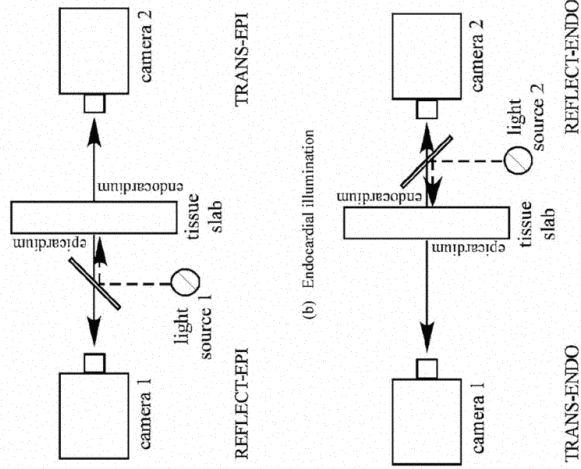 camera 2
TRANS-EPI
endocardium
epicardium
tissue
slab
light
source 1
camera 1
REFLECT-EPI
(b) Endocardial illumination
camera 2
REFLECT-ENDO
light
source 2
endocardium
epicardium
tissue
slab
camera 1
TRANS-ENDO